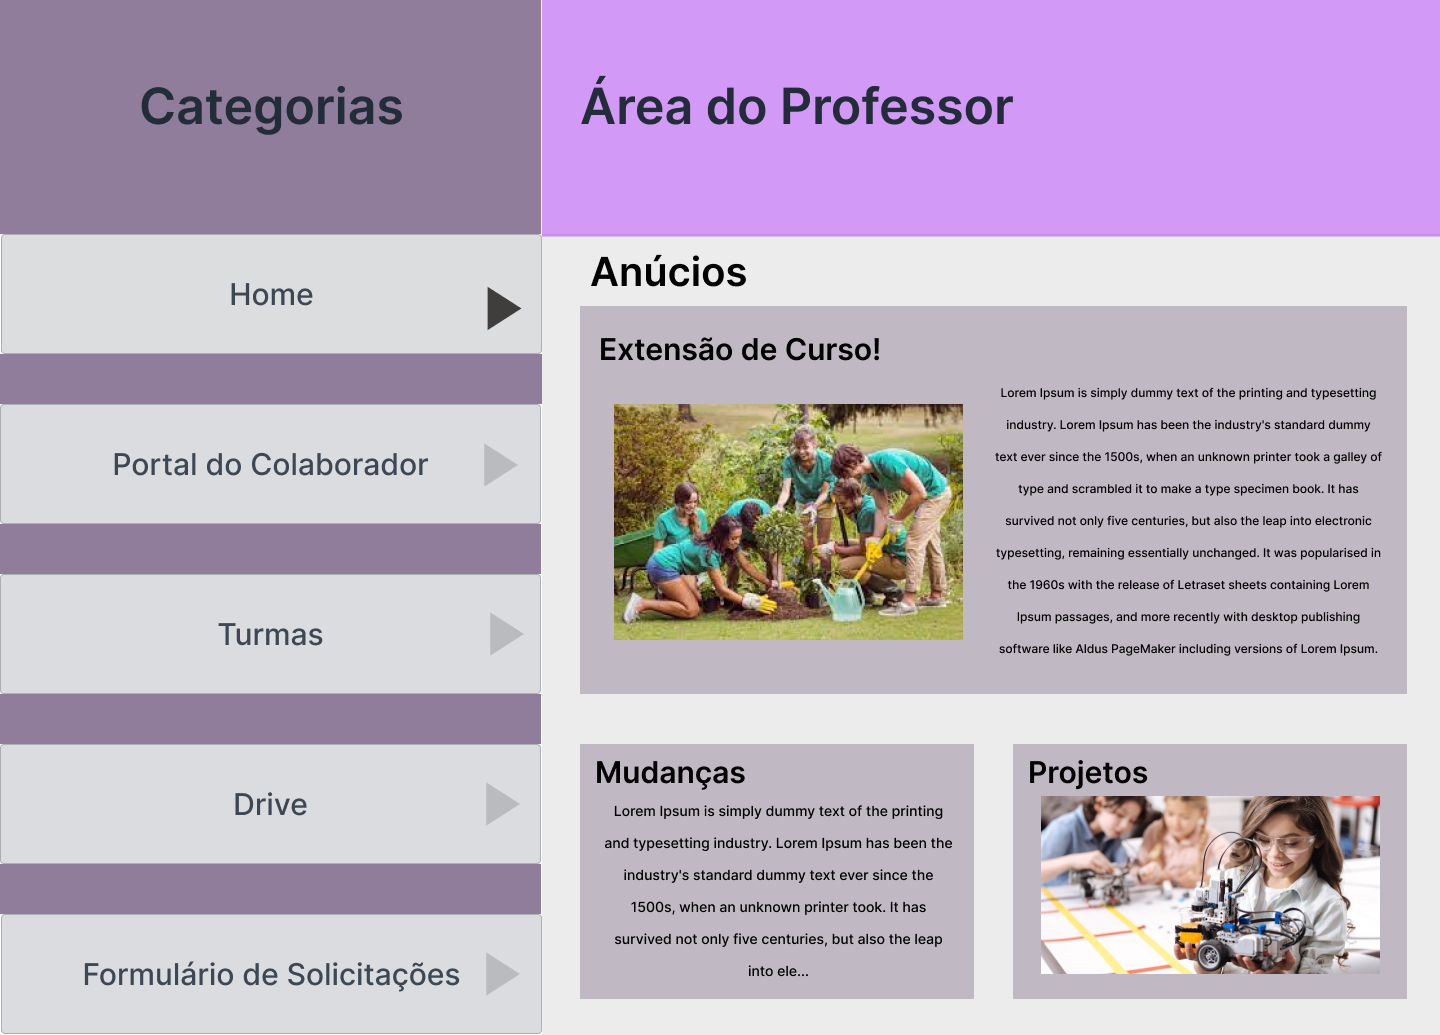 Categorias
Home
Portal do Colaborador
Turmas
Drive
Formulário de Solicitações
Área do Professor
Anúcios
Extensão de Curso!
Lorem Ipsum is simply dummy text of the printing and typesetting
industry. Lorem Ipsum has been the industry's standard dummy
text ever since the 1500s, when an unknown printer took a galley of
type and scrambled it to make a type specimen book. It has
survived not only five centuries, but also the leap into electronic
typesetting, remaining essentially unchanged. It was popularised in
the 1960s with the release of Letraset sheets containing Lorem
Ipsum passages, and more recently with desktop publishing
software like Aldus PageMaker including versions of Lorem Ipsum.
Mudanças
Lorem Ipsum is simply dummy text of the printing
and typesetting industry. Lorem Ipsum has been the
industry's standard dummy text ever since the
1500s, when an unknown printer took. It has
survived not only five centuries, but also the leap
into ele...
Projetos